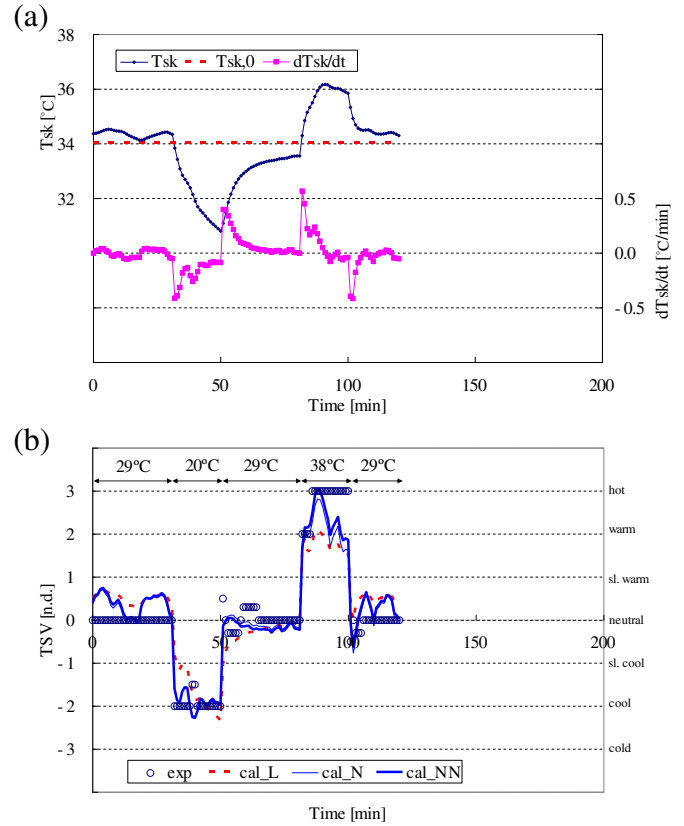 (a)
38
36
34
32
Tsk [°C]
Tsk Tsk,0 dTsk/dt
0.5
0.0
- 0.5
dTsk/dt [°C/min]
0 50 100 150 200
Time [min]
(b)
29°C 20°C 29°C 38°C 29°C
3
2
1
0
- 1
- 2
- 3
TSV [n.d.]
hot
warm
sl. warm
neutral
sl. cool
cool
cold
0 50 100 150 200
exp cal_L cal_N cal_NN
Time [min]